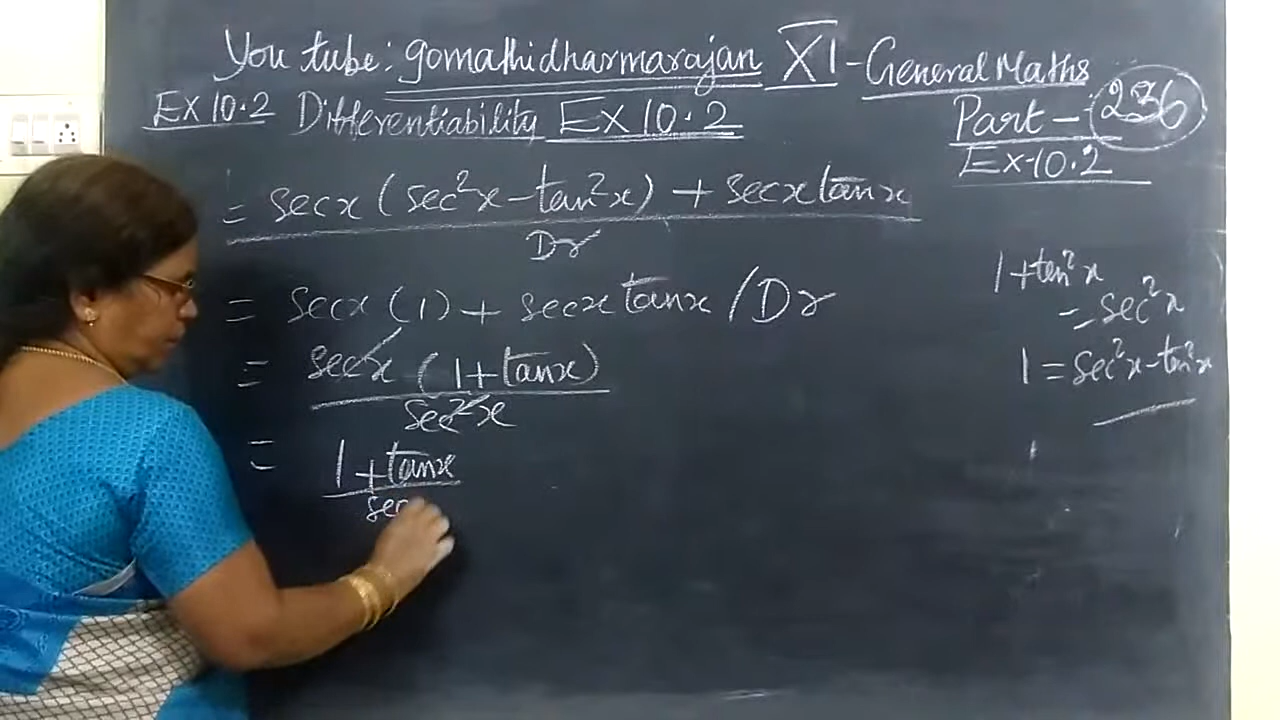 You tube: gomathidharmarajan XI - General Maths
Ex 10.2 Differentiability Ex 10.2
Part - 236
Ex-10.2
= secx (sec²x - tan²x) + secx tanx
Dr
= secx (1) + secx tanx / Dr
= secx (1 + tanx)
sec²x
= 1 + tanx
sec
1 + tan²x
= sec²x
1 = sec²x - tan²x